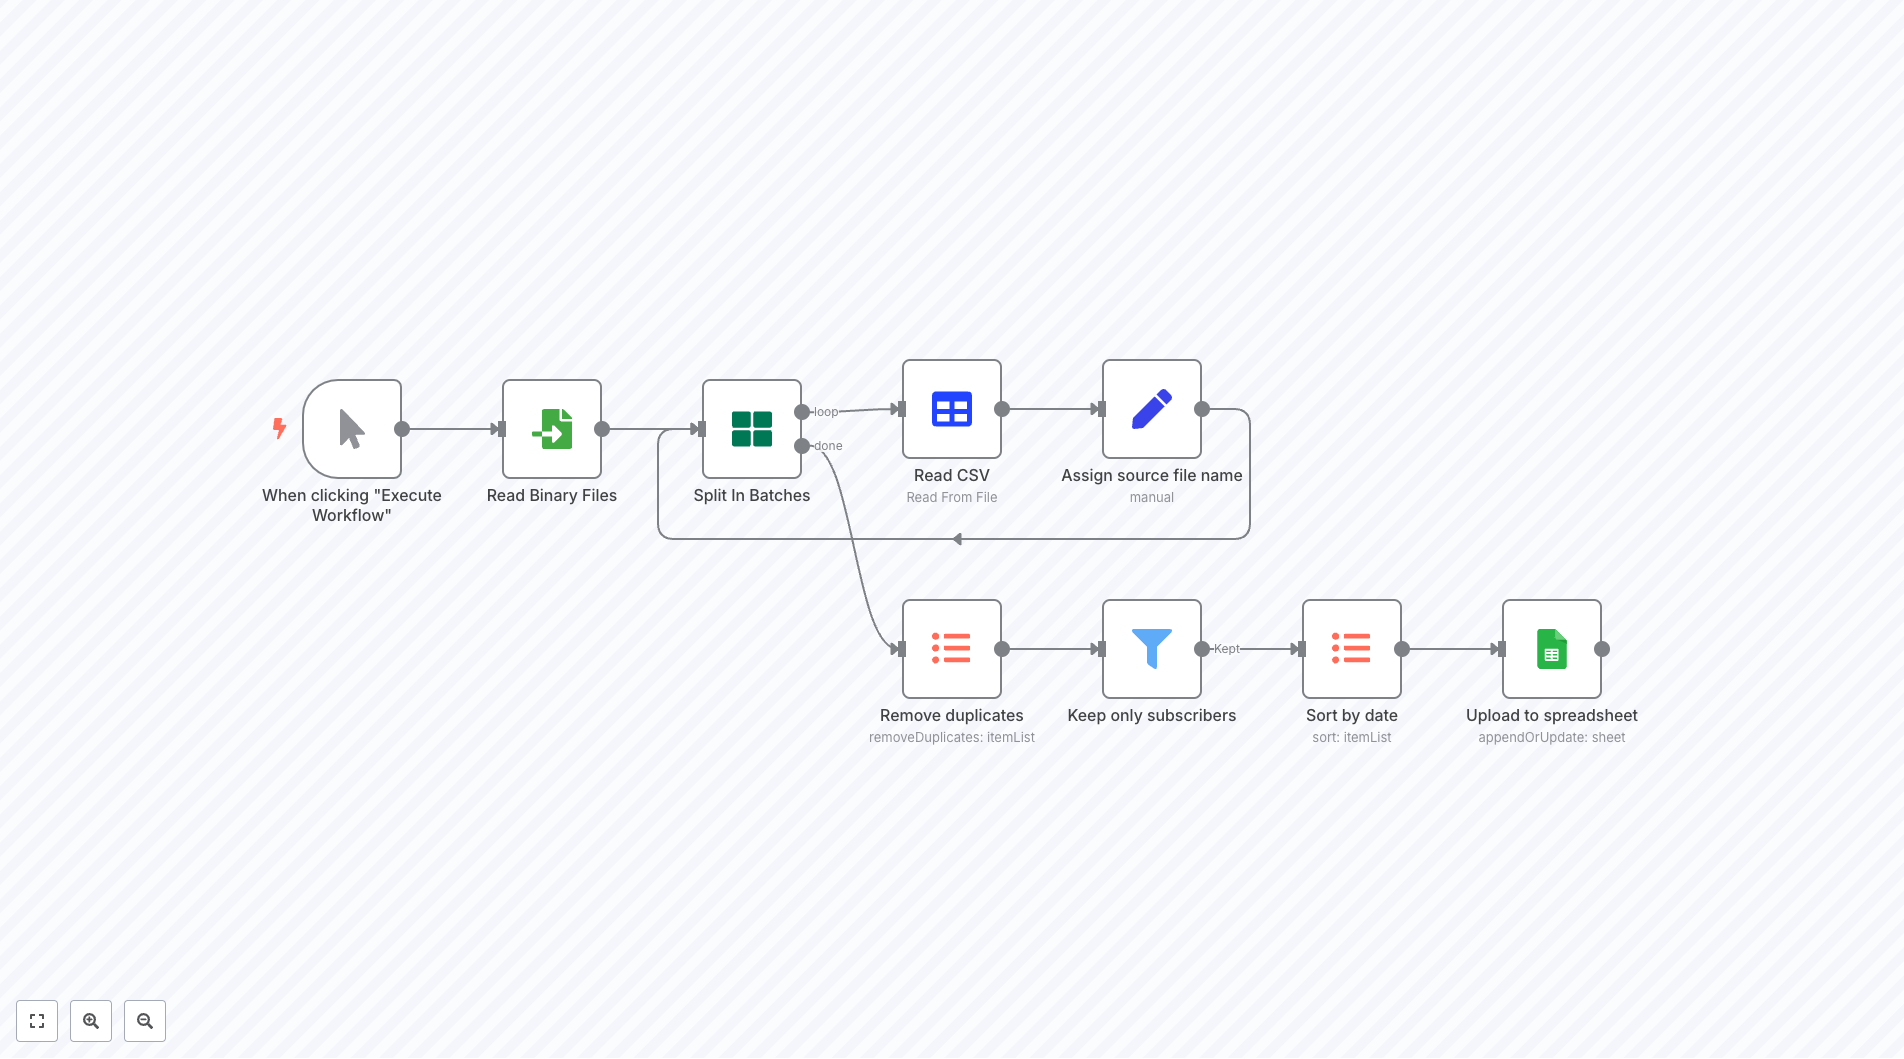 When clicking "Execute
Workflow"
Read Binary Files
Split In Batches
loop
done
Read CSV
Read From File
Assign source file name
manual
Remove duplicates
removeDuplicates: itemList
Keep only subscribers
Kept
Sort by date
sort: itemList
Upload to spreadsheet
appendOrUpdate: sheet